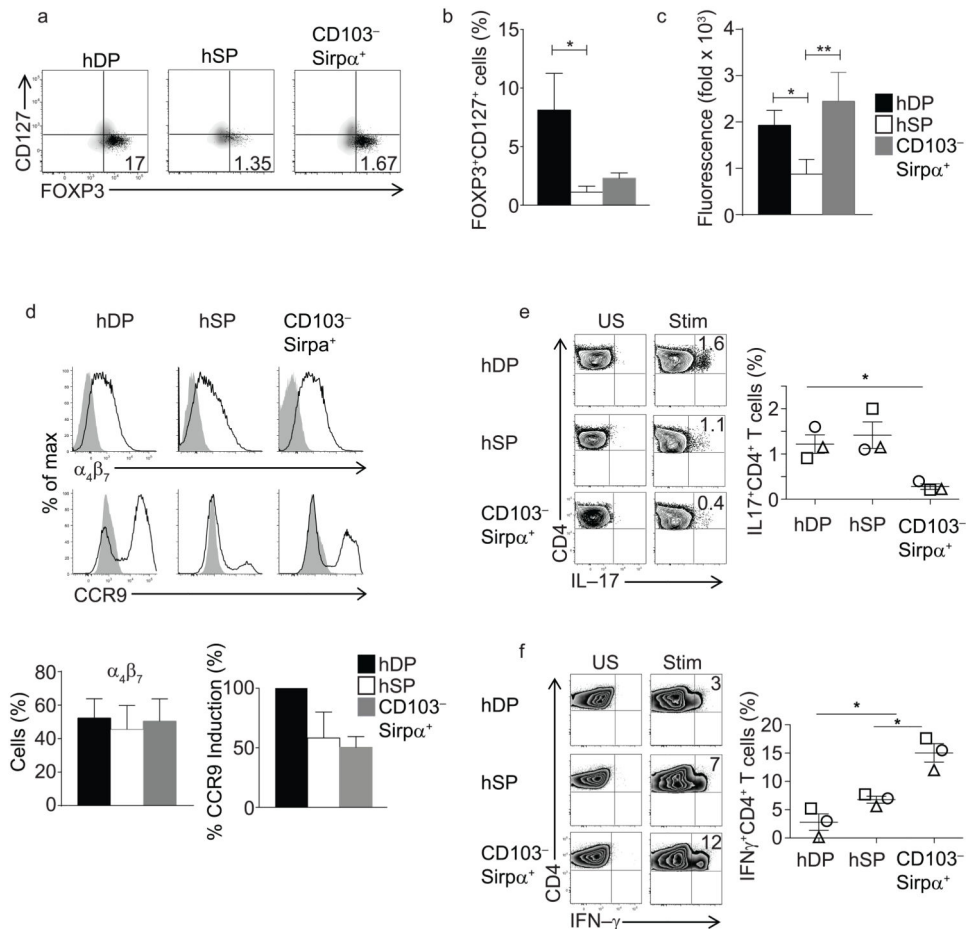 a
hDP
hSP
CD103–
Sirpα+
CD127
17
1.35
1.67
FOXP3
b
FOXP3+CD127+ cells (%)
15
10
5
0
*
c
Fluorescence (fold x 10³)
4
3
2
1
0
*
**
hDP
hSP
CD103–
Sirpα+
d
hDP
hSP
CD103–
Sirpa+
% of max
α4β7
CCR9
Cells (%)
80
60
40
20
0
α4β7
% CCR9 Induction (%)
100
50
0
hDP
hSP
CD103–
Sirpα+
e
US
Stim
hDP
1.6
hSP
1.1
CD103–
Sirpα+
0.4
CD4
IL–17
IL17+CD4+ T cells (%)
2
1
0
*
hDP
hSP
CD103–
Sirpα+
f
US
Stim
hDP
3
hSP
7
CD103–
Sirpα+
12
CD4
IFN–γ
IFNγ+CD4+ T cells (%)
20
15
10
5
0
*
*
hDP
hSP
CD103–
Sirpα+